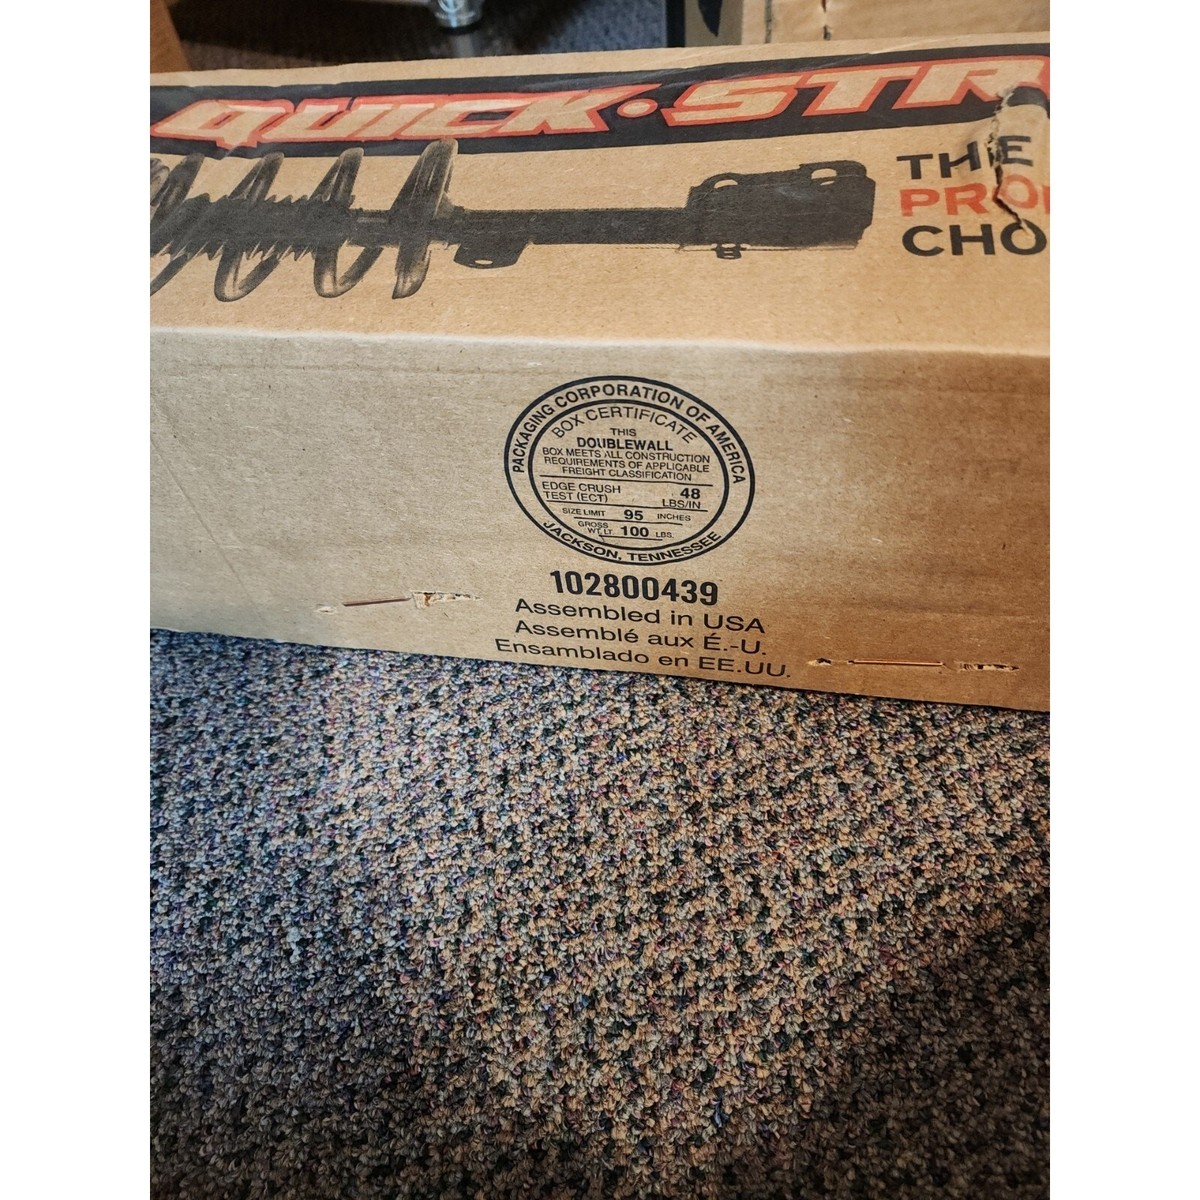 QUICK•STR
THE
PRO
CHO
PACKAGING CORPORATION OF AMERICA
BOX CERTIFICATE
THIS
DOUBLEWALL
BOX MEETS ALL CONSTRUCTION
REQUIREMENTS OF APPLICABLE
FREIGHT CLASSIFICATION
EDGE CRUSH
TEST (ECT) 48
LBS/IN
SIZE LIMIT 95 INCHES
GROSS
WT. LT. 100 LBS.
JACKSON, TENNESSEE
102800439
Assembled in USA
Assemblé aux É.-U.
Ensamblado en EE.UU.